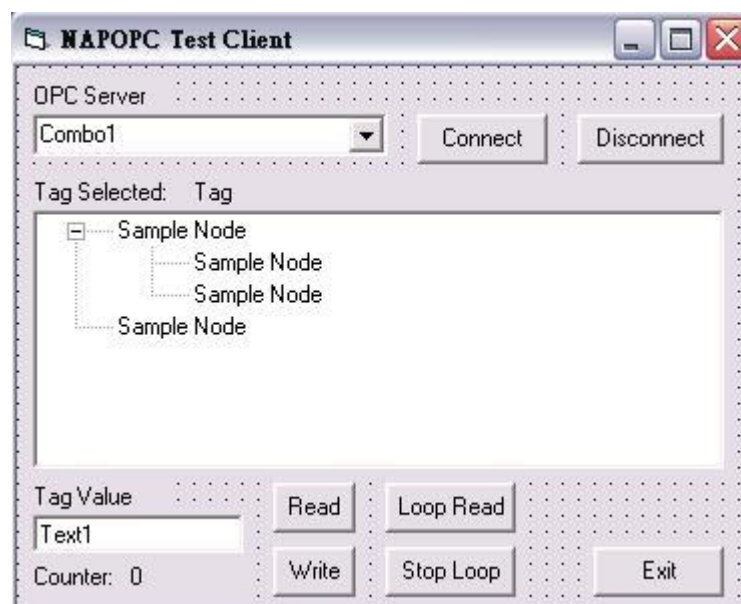 NAPOPC Test Client
OPC Server
Combo1 Connect Disconnect
Tag Selected: Tag
Sample Node
Sample Node
Sample Node
Sample Node
Tag Value Read Loop Read
Text1
Counter: 0 Write Stop Loop Exit